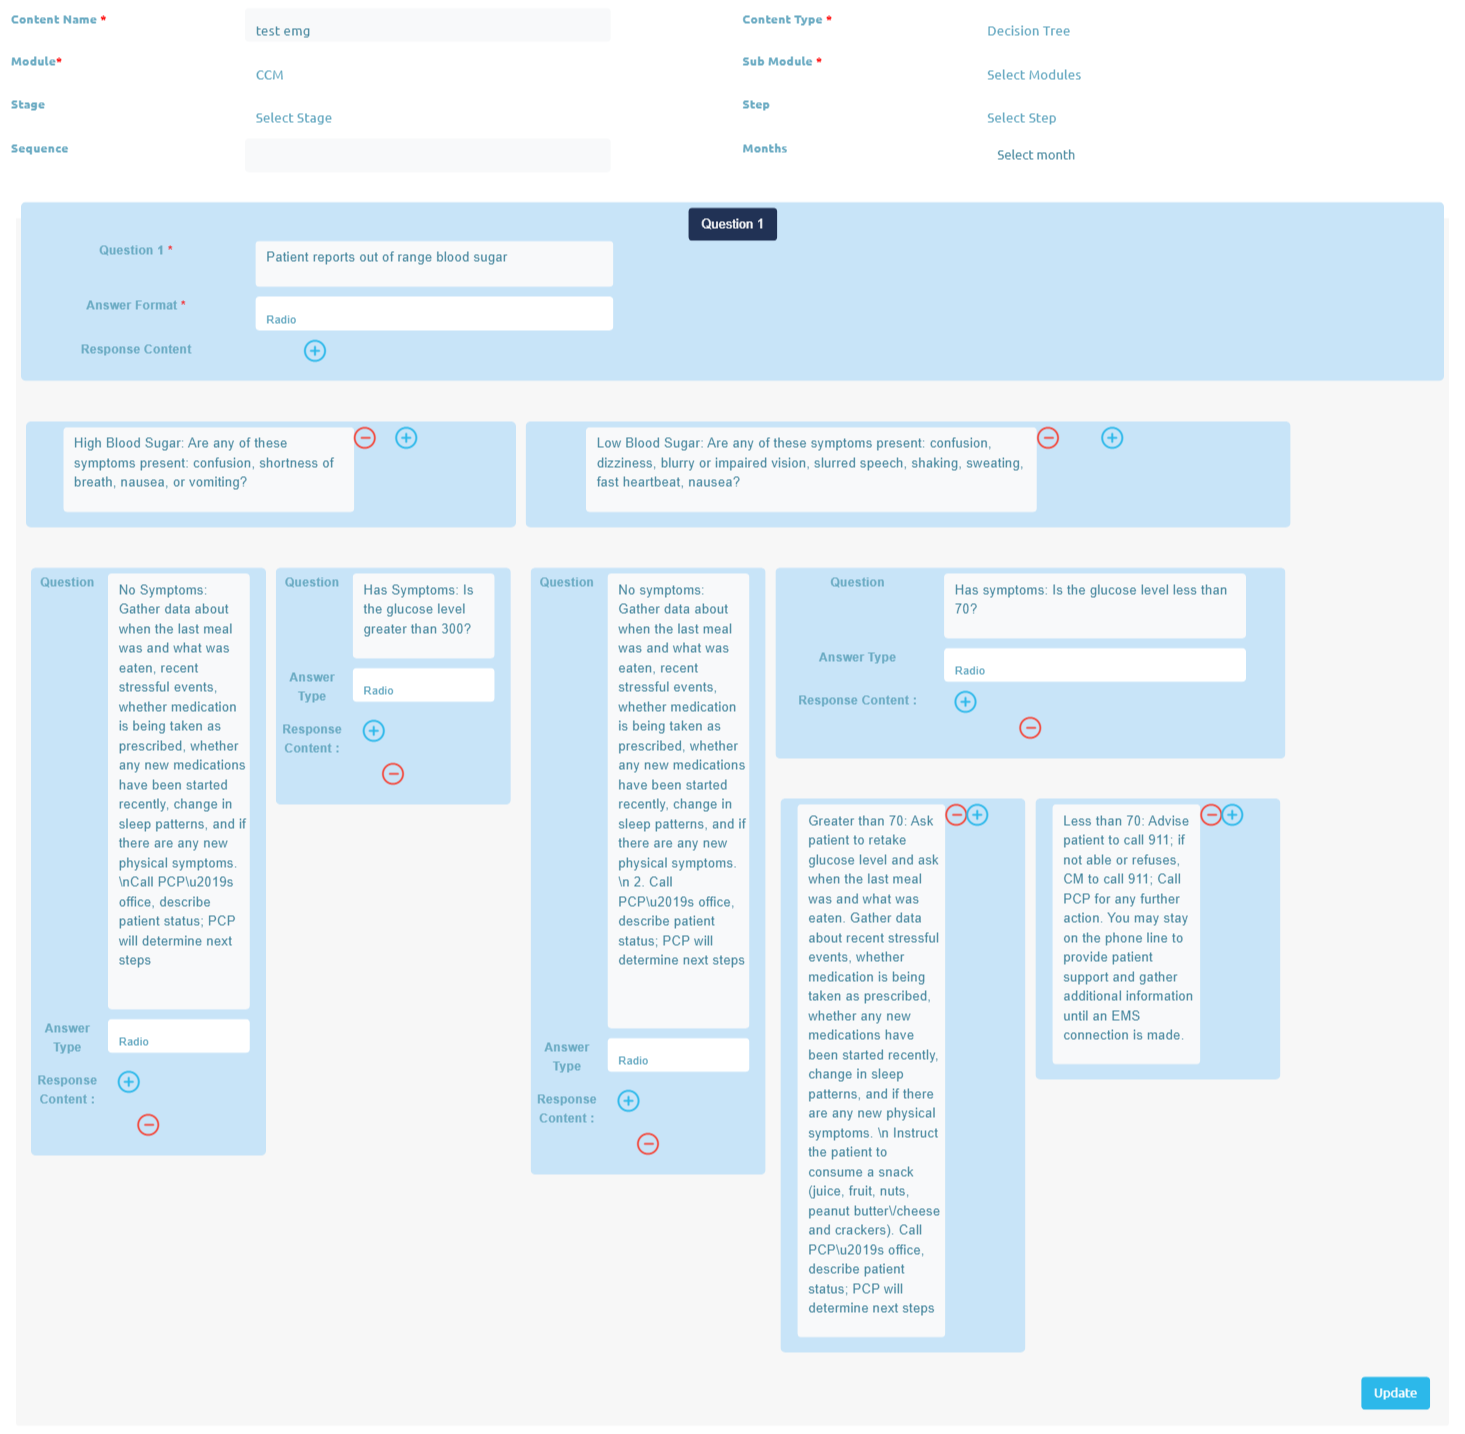 Content Name *
test emg
Content Type *
Decision Tree
Module*
CCM
Sub Module *
Select Modules
Stage
Select Stage
Step
Select Step
Sequence
Months
Select month
Question 1
Question 1 *
Patient reports out of range blood sugar
Answer Format *
Radio
Response Content
High Blood Sugar: Are any of these
symptoms present: confusion, shortness of
breath, nausea, or vomiting?
Low Blood Sugar: Are any of these symptoms present: confusion,
dizziness, blurry or impaired vision, slurred speech, shaking, sweating,
fast heartbeat, nausea?
Question
No Symptoms:
Gather data about
when the last meal
was and what was
eaten, recent
stressful events,
whether medication
is being taken as
prescribed, whether
any new medications
have been started
recently, change in
sleep patterns, and if
there are any new
physical symptoms.
\nCall PCP\u2019s
office, describe
patient status; PCP
will determine next
steps
Answer
Type
Radio
Response
Content :
Question
Has Symptoms: Is
the glucose level
greater than 300?
Answer
Type
Radio
Response
Content :
Question
No symptoms:
Gather data about
when the last meal
was and what was
eaten, recent
stressful events,
whether medication
is being taken as
prescribed, whether
any new medications
have been started
recently, change in
sleep patterns, and if
there are any new
physical symptoms.
\n 2. Call
PCP\u2019s office,
describe patient
status; PCP will
determine next steps
Answer
Type
Radio
Response
Content :
Question
Has symptoms: Is the glucose level less than
70?
Answer Type
Radio
Response Content :
Greater than 70: Ask
patient to retake
glucose level and ask
when the last meal
was and what was
eaten. Gather data
about recent stressful
events, whether
medication is being
taken as prescribed,
whether any new
medications have
been started recently,
change in sleep
patterns, and if there
are any new physical
symptoms. \n Instruct
the patient to
consume a snack
(juice, fruit, nuts,
peanut butter\/cheese
and crackers). Call
PCP\u2019s office,
describe patient
status; PCP will
determine next steps
Less than 70: Advise
patient to call 911; if
not able or refuses,
CM to call 911; Call
PCP for any further
action. You may stay
on the phone line to
provide patient
support and gather
additional information
until an EMS
connection is made.
Update